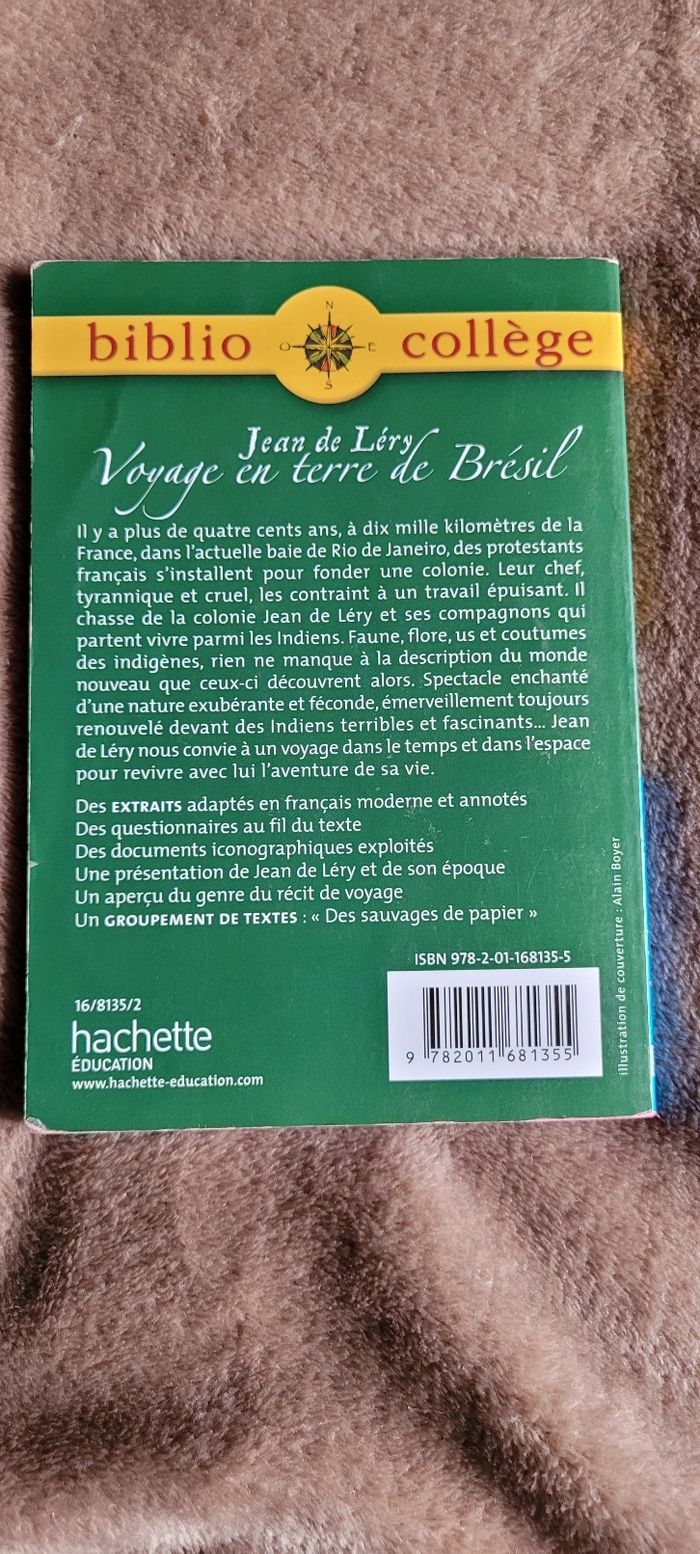 biblio collège
N
O E
S
Jean de Léry
Voyage en terre de Brésil
Il y a plus de quatre cents ans, à dix mille kilomètres de la
France, dans l'actuelle baie de Rio de Janeiro, des protestants
français s'installent pour fonder une colonie. Leur chef,
tyrannique et cruel, les contraint à un travail épuisant. Il
chasse de la colonie Jean de Léry et ses compagnons qui
partent vivre parmi les Indiens. Faune, flore, us et coutumes
des indigènes, rien ne manque à la description du monde
nouveau que ceux-ci découvrent alors. Spectacle enchanté
d'une nature exubérante et féconde, émerveillement toujours
renouvelé devant des Indiens terribles et fascinants... Jean
de Léry nous convie à un voyage dans le temps et dans l'espace
pour revivre avec lui l'aventure de sa vie.
Des EXTRAITS adaptés en français moderne et annotés
Des questionnaires au fil du texte
Des documents iconographiques exploités
Une présentation de Jean de Léry et de son époque
Un aperçu du genre du récit de voyage
Un GROUPEMENT DE TEXTES : « Des sauvages de papier »
ISBN 978-2-01-168135-5
9 782011 681355
16/8135/2
hachette
ÉDUCATION
www.hachette-education.com
illustration de couverture : Alain Boyer